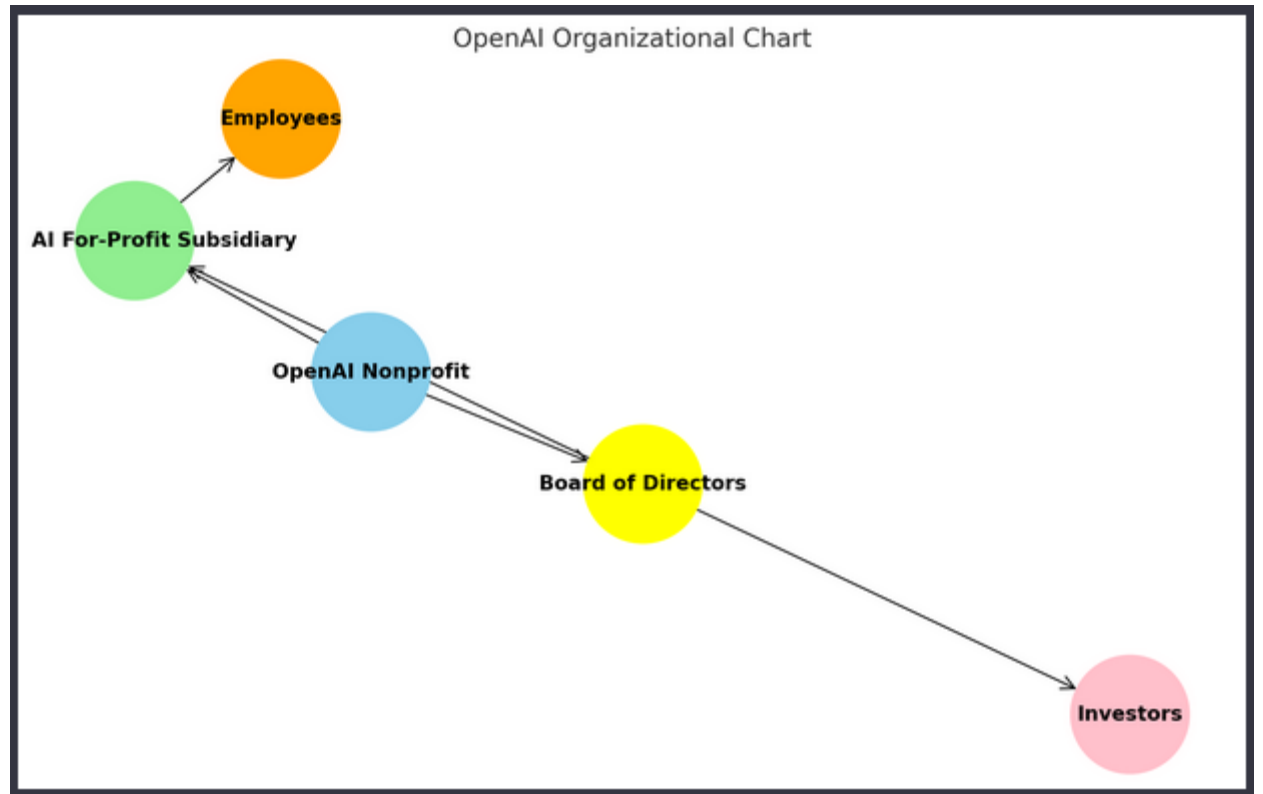 OpenAI Organizational Chart
Employees
AI For-Profit Subsidiary
OpenAI Nonprofit
Board of Directors
Investors